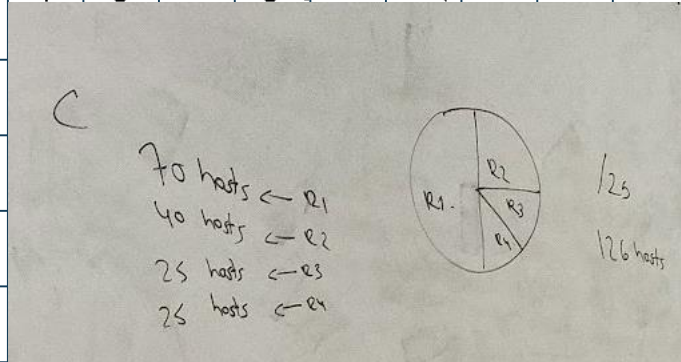 C
70 hosts ← R1
40 hosts ← R2
25 hosts ← R3
25 hosts ← R4
R1.
R2
R3
R4
/25
126 hosts